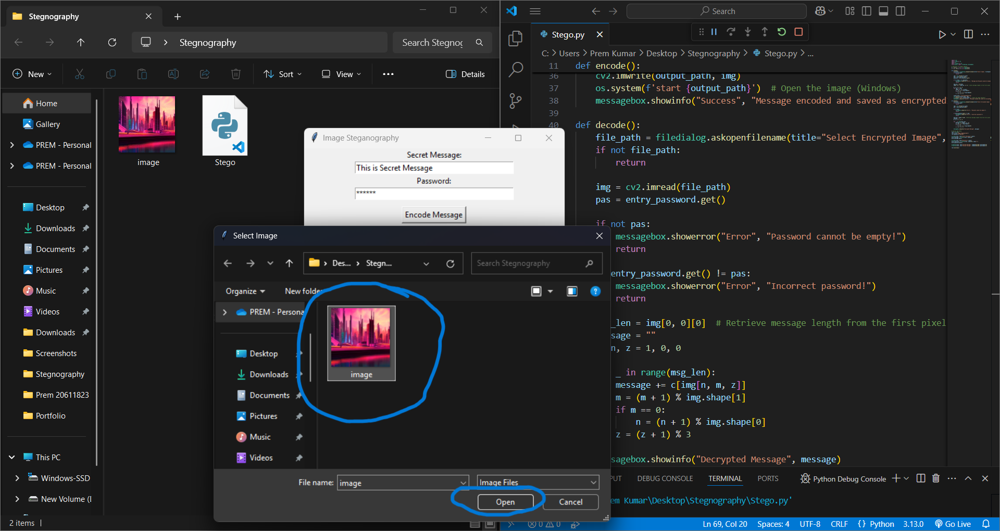 Stegnography
Stegnography
Search Stegnog
New
Sort
View
Details
Home
Gallery
PREM - Personal
PREM - Personal
Desktop
Downloads
Documents
Pictures
Music
Videos
Downloads
Screenshots
Stegnography
Prem 20611823
Portfolio
This PC
Windows-SSD
New Volume (
2 items
image
Stego
Image Steganography
Secret Message:
This is Secret Message
Password:
******
Encode Message
Select Image
Des...
Stegn...
Search Stegnography
Organize
New folde
PREM - Persona
Desktop
Downloads
Documents
Pictures
Music
Videos
image
File name:
image
Image Files
Open
Cancel
Search
Stego.py
C: > Users > Prem Kumar > Desktop > Stegnography > Stego.py > ...
11 def encode():
36 cv2.imwrite(output_path, img)
37 os.system(f'start {output_path}') # Open the image (Windows)
38 messagebox.showinfo("Success", "Message encoded and saved as encrypted
39
40 def decode():
file_path = filedialog.askopenfilename(title="Select Encrypted Image",
if not file_path:
return
img = cv2.imread(file_path)
pas = entry_password.get()
if not pas:
messagebox.showerror("Error", "Password cannot be empty!")
return
entry_password.get() != pas:
messagebox.showerror("Error", "Incorrect password!")
return
_len = img[0, 0][0] # Retrieve message length from the first pixel
sage = ""
n, z = 1, 0, 0
_ in range(msg_len):
message += c[img[n, m, z]]
m = (m + 1) % img.shape[1]
if m == 0:
n = (n + 1) % img.shape[0]
z = (z + 1) % 3
sagebox.showinfo("Decrypted Message", message)
PUT
DEBUG CONSOLE
TERMINAL
PORTS
Python Debug Console
em Kumar\Desktop\Stegnography\Stego.py'
0 0 0
Ln 69, Col 20
Spaces: 4
UTF-8
CRLF
{ } Python
3.13.0
Go Live